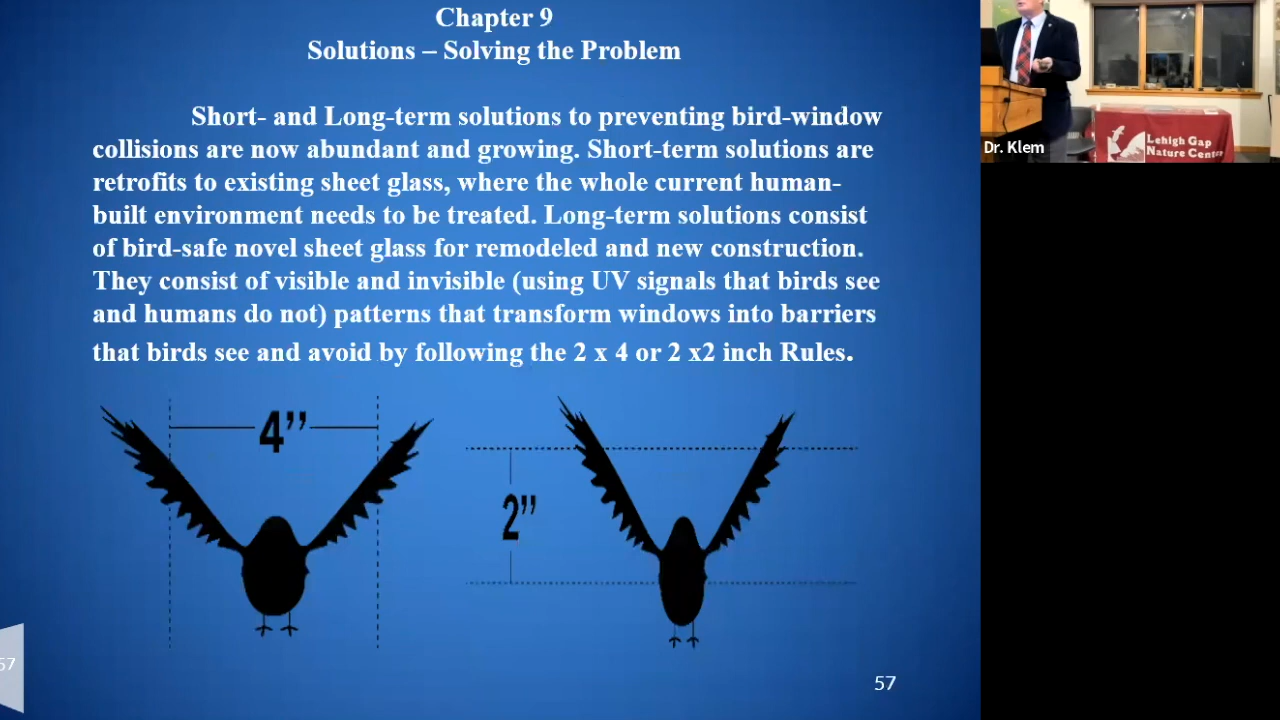 Chapter 9
Solutions – Solving the Problem
Short- and Long-term solutions to preventing bird-window
collisions are now abundant and growing. Short-term solutions are
retrofits to existing sheet glass, where the whole current human-
built environment needs to be treated. Long-term solutions consist
of bird-safe novel sheet glass for remodeled and new construction.
They consist of visible and invisible (using UV signals that birds see
and humans do not) patterns that transform windows into barriers
that birds see and avoid by following the 2 x 4 or 2 x2 inch Rules.
4’’
2’’
57
57
Dr. Klem
Lehigh Gap
Nature Center